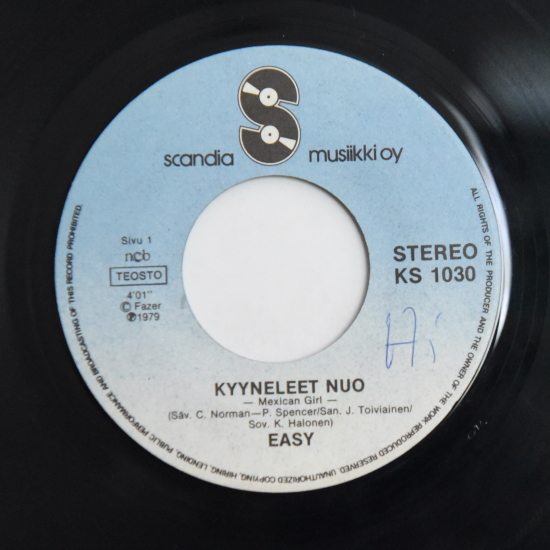 scandia musiikki oy
Sivu 1
ncb
TEOSTO
4'01"
© Fazer
℗ 1979
STEREO
KS 1030
KYYNELEET NUO
— Mexican Girl —
(Säv. C. Norman—P. Spencer/San. J. Toiviainen/
Sov. K. Halonen)
EASY
ALL RIGHTS OF THE PRODUCER AND THE OWNER OF THE WORK REPRODUCED RESERVED. UNAUTHORIZED COPYING, HIRING, LENDING, PUBLIC PERFORMANCE AND BROADCASTING OF THIS RECORD PROHIBITED.